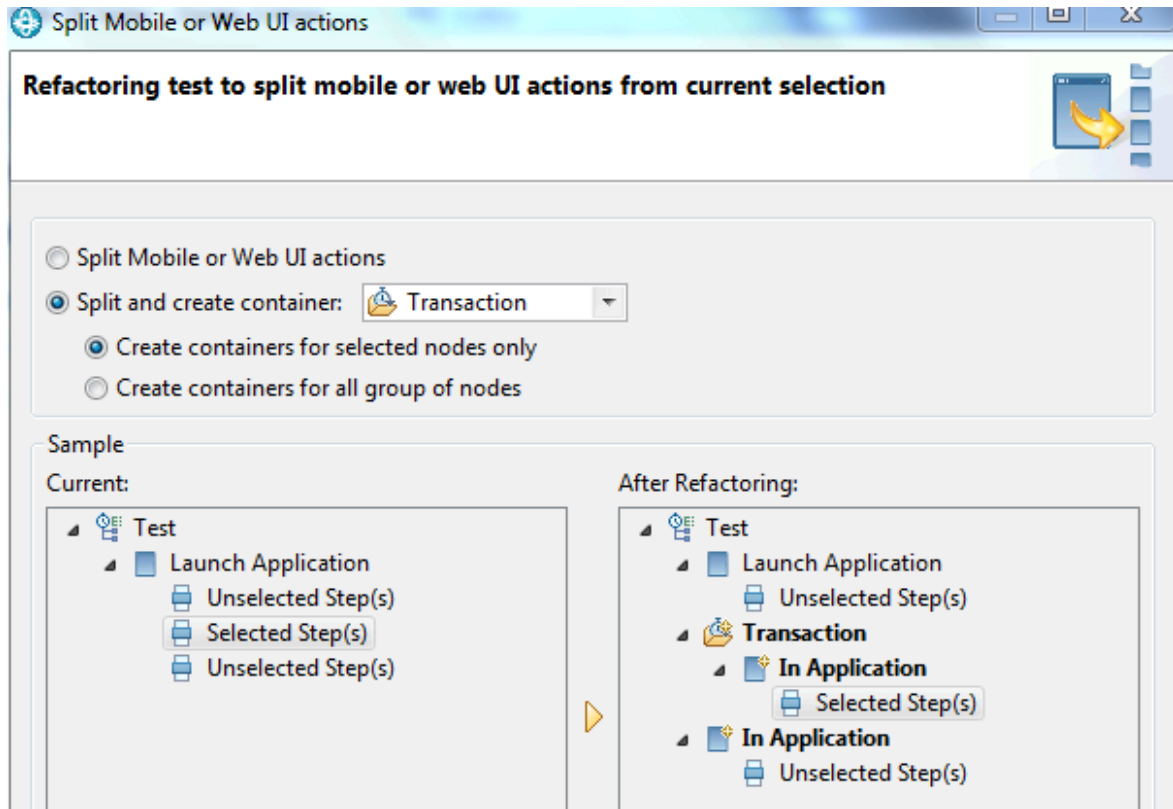 Split Mobile or Web UI actions
Refactoring test to split mobile or web UI actions from current selection
Split Mobile or Web UI actions
Split and create container: Transaction
Create containers for selected nodes only
Create containers for all group of nodes
Sample
Current:
Test
Launch Application
Unselected Step(s)
Selected Step(s)
Unselected Step(s)
After Refactoring:
Test
Launch Application
Unselected Step(s)
Transaction
In Application
Selected Step(s)
In Application
Unselected Step(s)